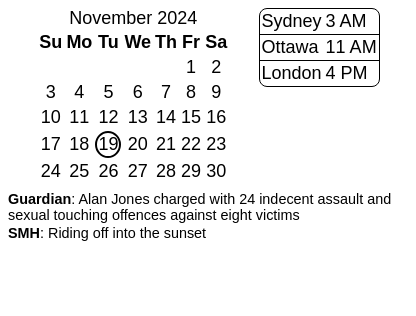 November 2024
Su Mo Tu We Th Fr Sa
1 2
3 4 5 6 7 8 9
10 11 12 13 14 15 16
17 18 19 20 21 22 23
24 25 26 27 28 29 30
Sydney 3 AM
Ottawa 11 AM
London 4 PM
Guardian: Alan Jones charged with 24 indecent assault and
sexual touching offences against eight victims
SMH: Riding off into the sunset